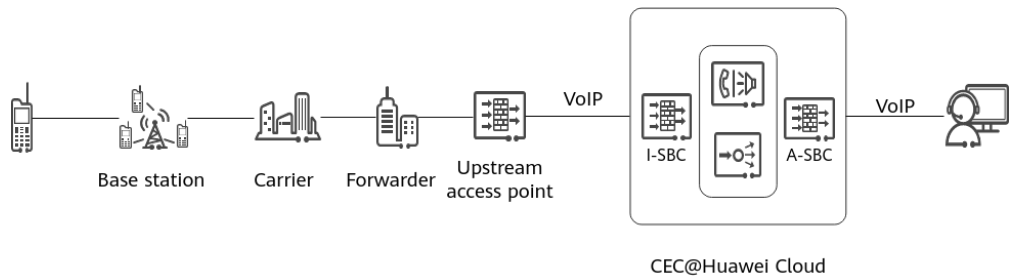 VoIP
VoIP
I-SBC
A-SBC
Base station
Carrier
Forwarder
Upstream
access point
CEC@Huawei Cloud